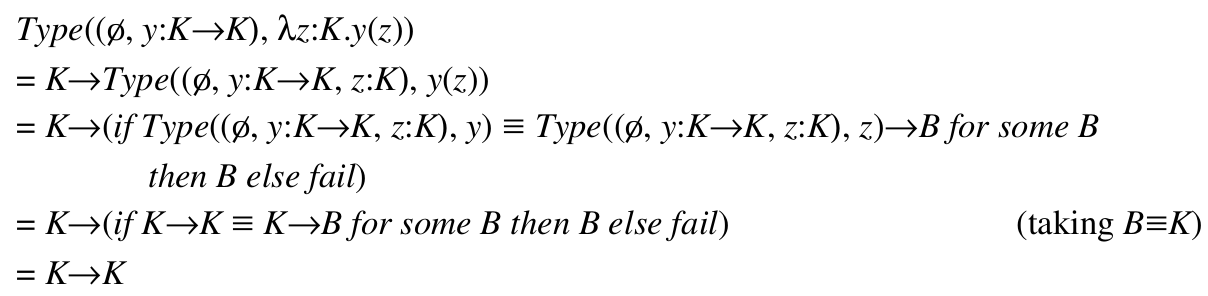 Type((ø, y:K→K), λz:K.y(z))
= K→Type((ø, y:K→K, z:K), y(z))
= K→(if Type((ø, y:K→K, z:K), y) ≡ Type((ø, y:K→K, z:K), z)→B for some B
then B else fail)
= K→(if K→K ≡ K→B for some B then B else fail) (taking B≡K)
= K→K